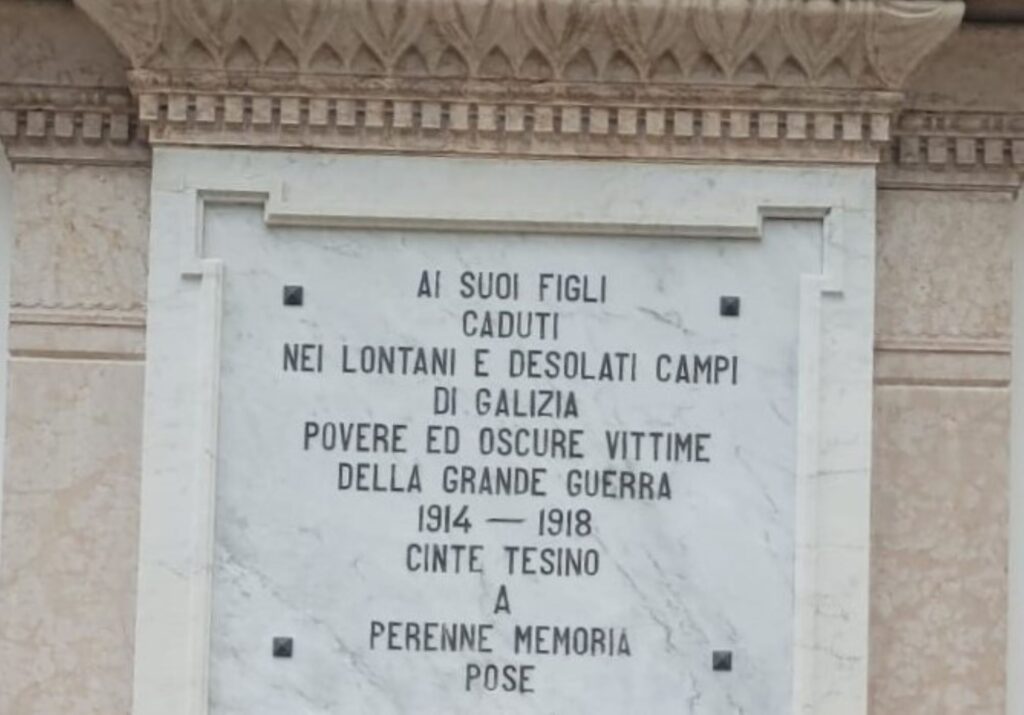 AI SUOI FIGLI
CADUTI
NEI LONTANI E DESOLATI CAMPI
DI GALIZIA
POVERE ED OSCURE VITTIME
DELLA GRANDE GUERRA
1914 — 1918
CINTE TESINO
A
PERENNE MEMORIA
POSE